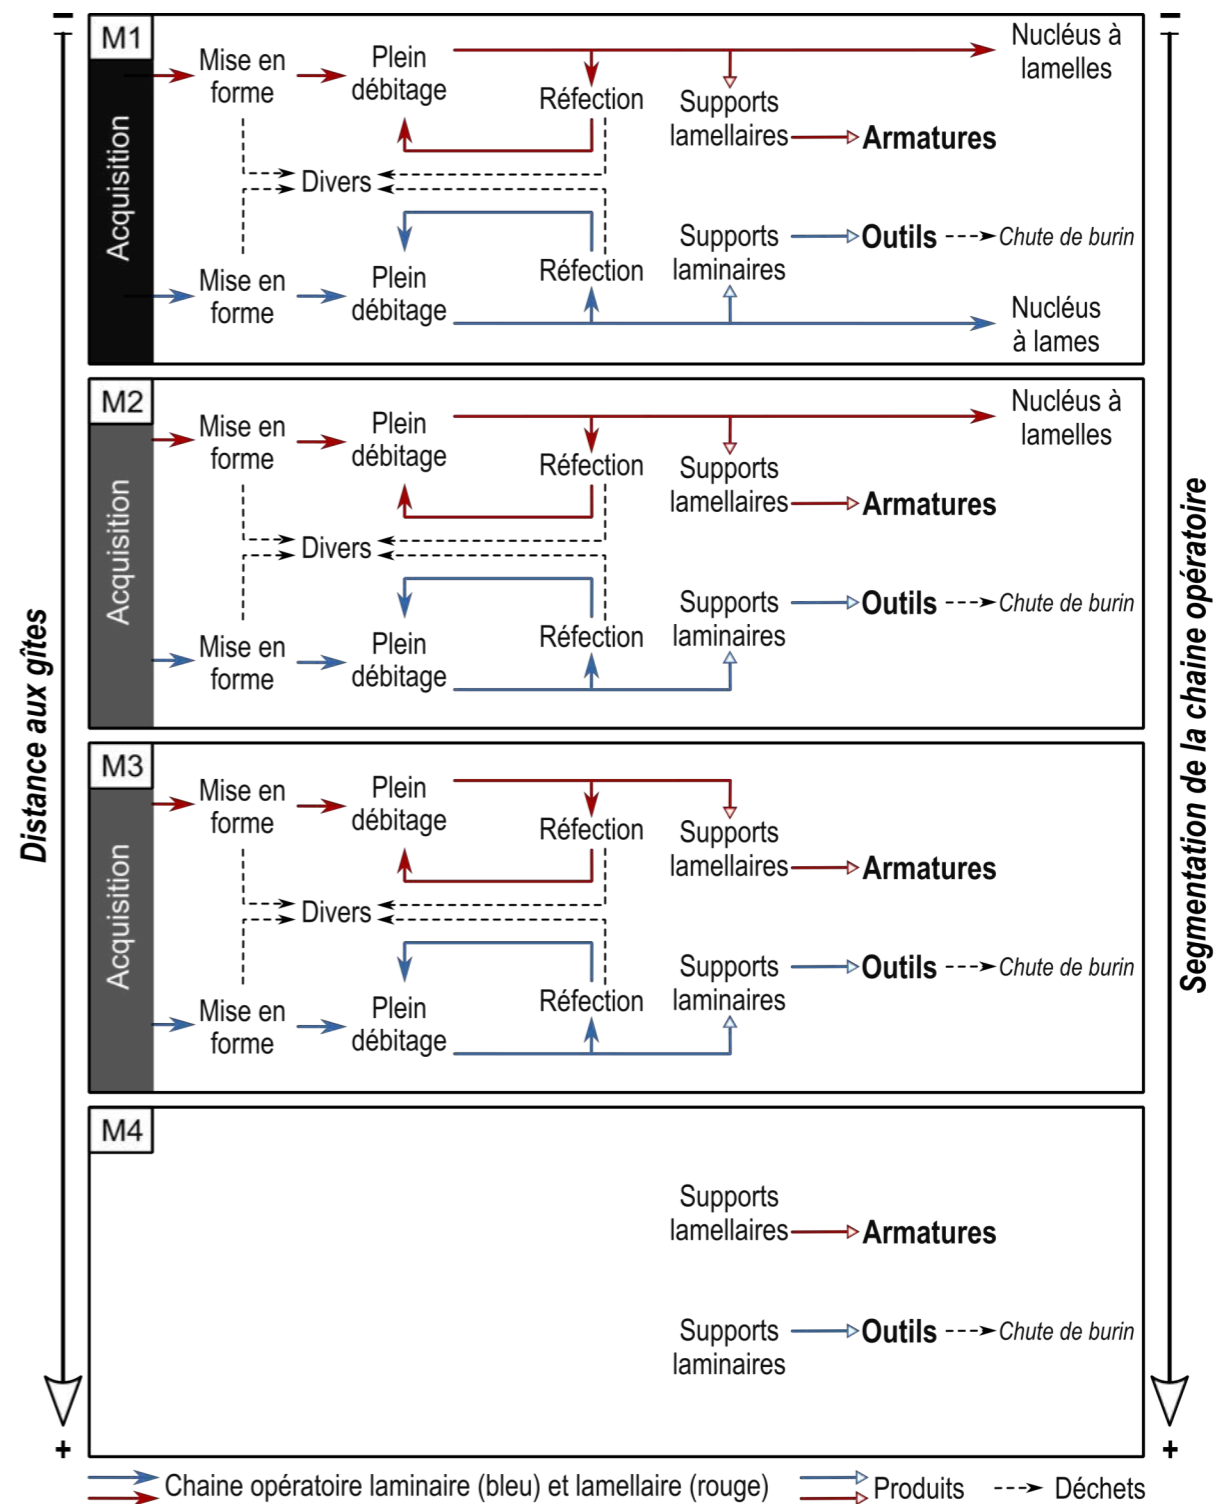 –
–
M1
Acquisition
Mise en
forme
Plein
débitage
Réfection
Supports
lamellaires
Nucléus à
lamelles
Armatures
Divers
Mise en
forme
Plein
débitage
Réfection
Supports
laminaires
Outils
Chute de burin
Nucléus
à lames
M2
Acquisition
Mise en
forme
Plein
débitage
Réfection
Supports
lamellaires
Nucléus à
lamelles
Armatures
Divers
Mise en
forme
Plein
débitage
Réfection
Supports
laminaires
Outils
Chute de burin
M3
Acquisition
Mise en
forme
Plein
débitage
Réfection
Supports
lamellaires
Armatures
Divers
Mise en
forme
Plein
débitage
Réfection
Supports
laminaires
Outils
Chute de burin
M4
Supports
lamellaires
Armatures
Supports
laminaires
Outils
Chute de burin
Distance aux gîtes
Segmentation de la chaine opératoire
+
+
Chaine opératoire laminaire (bleu) et lamellaire (rouge)
Produits
Déchets